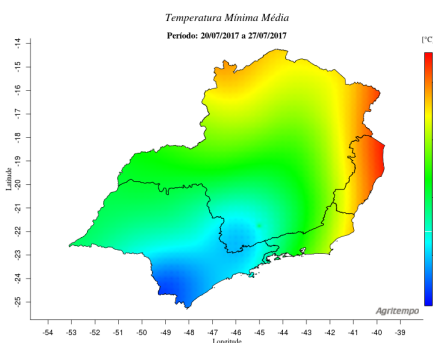 Temperatura Mínima Média
Período: 20/07/2017 a 27/07/2017
[°C
Latitude
-14
-15
-16
-17
-18
-19
-20
-21
-22
-23
-24
-25
Agritempo
-54 -53 -52 -51 -50 -49 -48 -47 -46 -45 -44 -43 -42 -41 -40 -39
Longitude